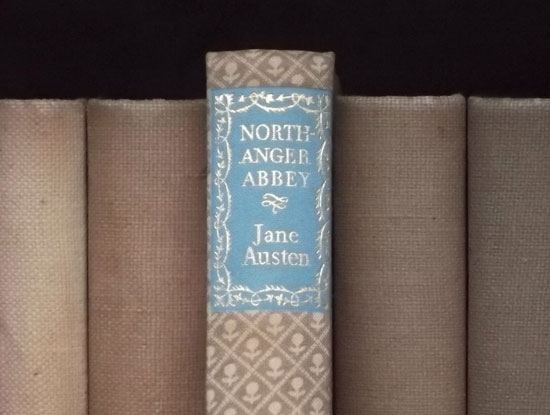 NORTH-
ANGER
ABBEY
Jane
Austen